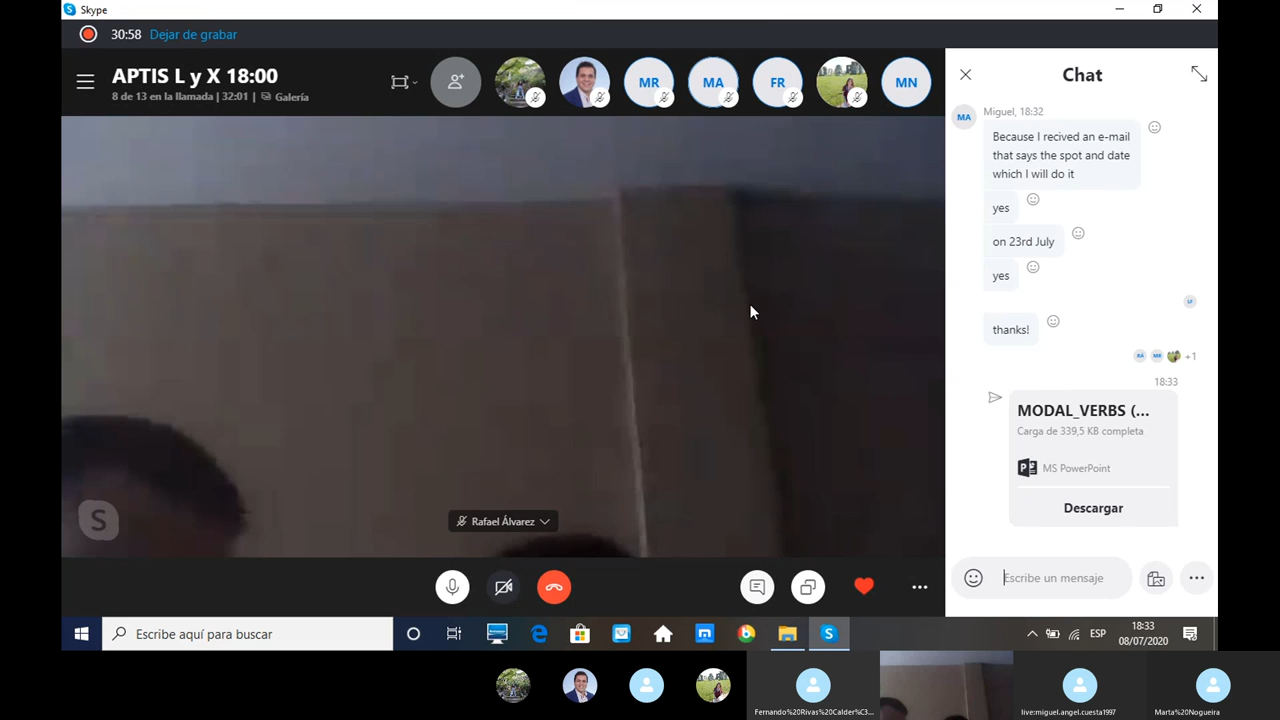 Skype
30:58 Dejar de grabar
APTIS L y X 18:00
8 de 13 en la llamada | 32:01 | Galería
MR
MA
FR
MN
Chat
MA
Miguel, 18:32
Because I recived an e-mail
that says the spot and date
which I will do it
yes
on 23rd July
yes
LF
thanks!
RA MR +1
18:33
MODAL_VERBS (...
Carga de 339,5 KB completa
MS PowerPoint
Descargar
S
Rafael Álvarez
Escribe un mensaje
Escribe aquí para buscar
ESP
18:33
08/07/2020
Fernando%20Rivas%20Calder%C3...
live:miguel.angel.cuesta1997
Marta%20Nogueira